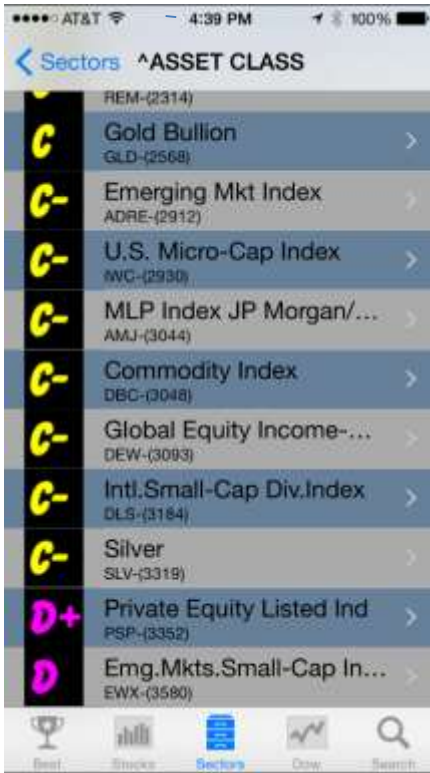 AT&T 4:39 PM 100%
Sectors ^ASSET CLASS
REM-(2314)
C Gold Bullion
GLD-(2568)
C- Emerging Mkt Index
ADRE-(2912)
C- U.S. Micro-Cap Index
IWC-(2930)
C- MLP Index JP Morgan/...
AMJ-(3044)
C- Commodity Index
DBC-(3048)
C- Global Equity Income-...
DEW-(3093)
C- Intl.Small-Cap Div.Index
DLS-(3184)
C- Silver
SLV-(3319)
D+ Private Equity Listed Ind
PSP-(3352)
D Emg.Mkts.Small-Cap In...
EWX-(3580)
Best Stocks Sectors Dow Search